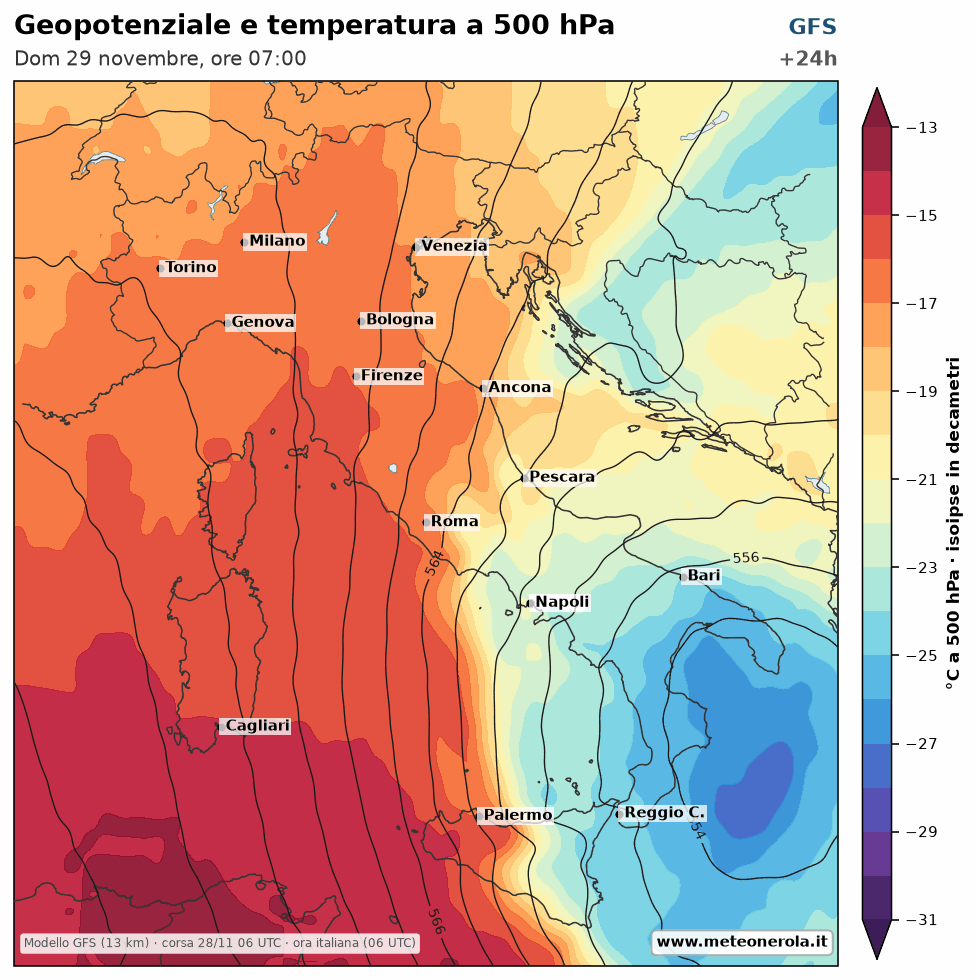 Geopotenziale e temperatura a 500 hPa
GFS
Dom 29 novembre, ore 07:00
+24h
−13
−15
−17
−19
−21
−23
−25
−27
−29
−31
°C a 500 hPa · isoipse in decametri
Milano
Venezia
Torino
Genova
Bologna
Firenze
Ancona
Pescara
Roma
564
556
Bari
Napoli
Cagliari
Palermo
Reggio C.
54
566
Modello GFS (13 km) · corsa 28/11 06 UTC · ora italiana (06 UTC)
www.meteonerola.it